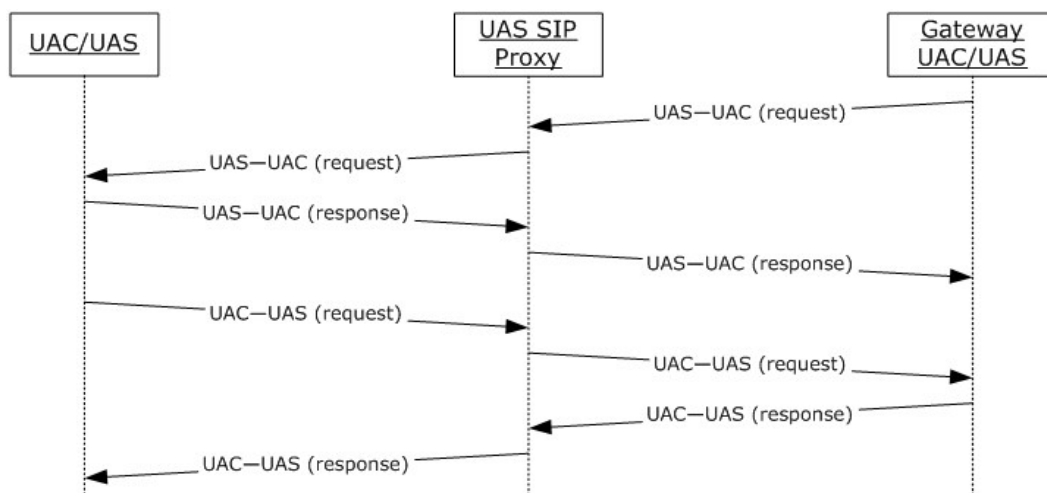 UAC/UAS
UAS SIP
Proxy
Gateway
UAC/UAS
UAS—UAC (request)
UAS—UAC (request)
UAS—UAC (response)
UAS—UAC (response)
UAC—UAS (request)
UAC—UAS (request)
UAC—UAS (response)
UAC—UAS (response)